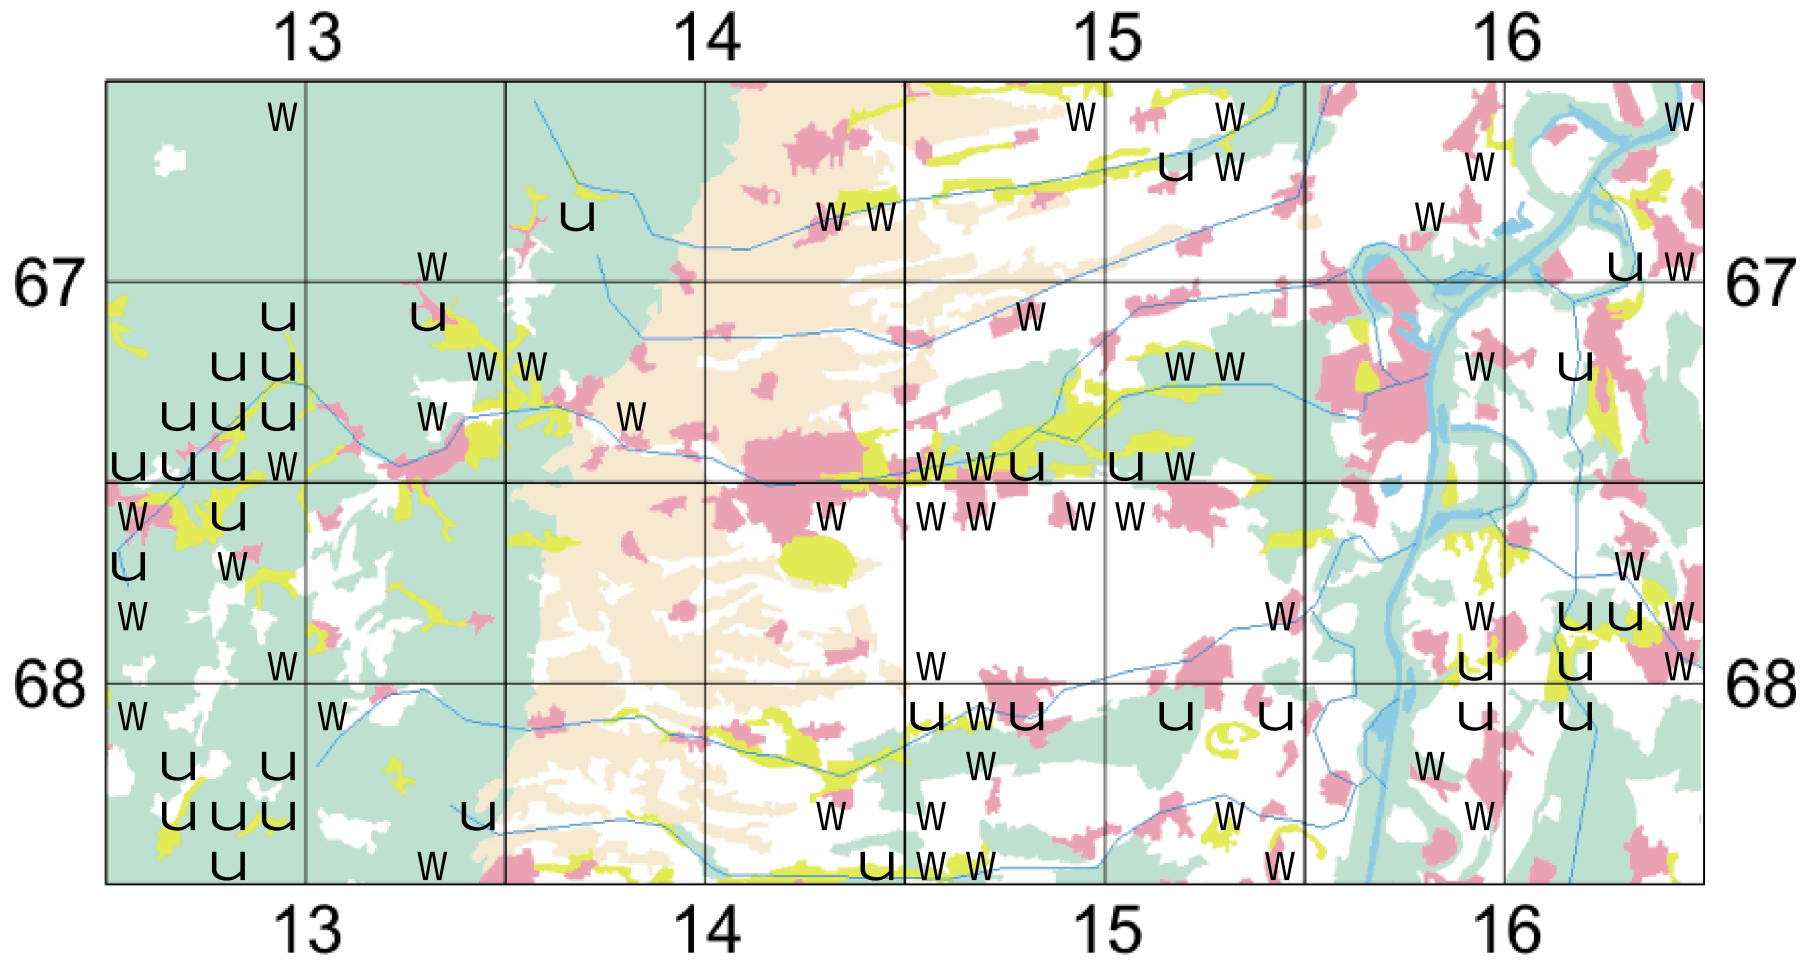 13 14 15 16
W W W W
u W W
u W W W
67 W u W 67
u u W
u u W W W W W u
u u u W W
u u u W W W u u W
W u W W W W W
u W W
W W W u u W
68 W W u u W 68
W W u W u u u u u
u u W W
u u u u W W W W
u W u W W W
13 14 15 16